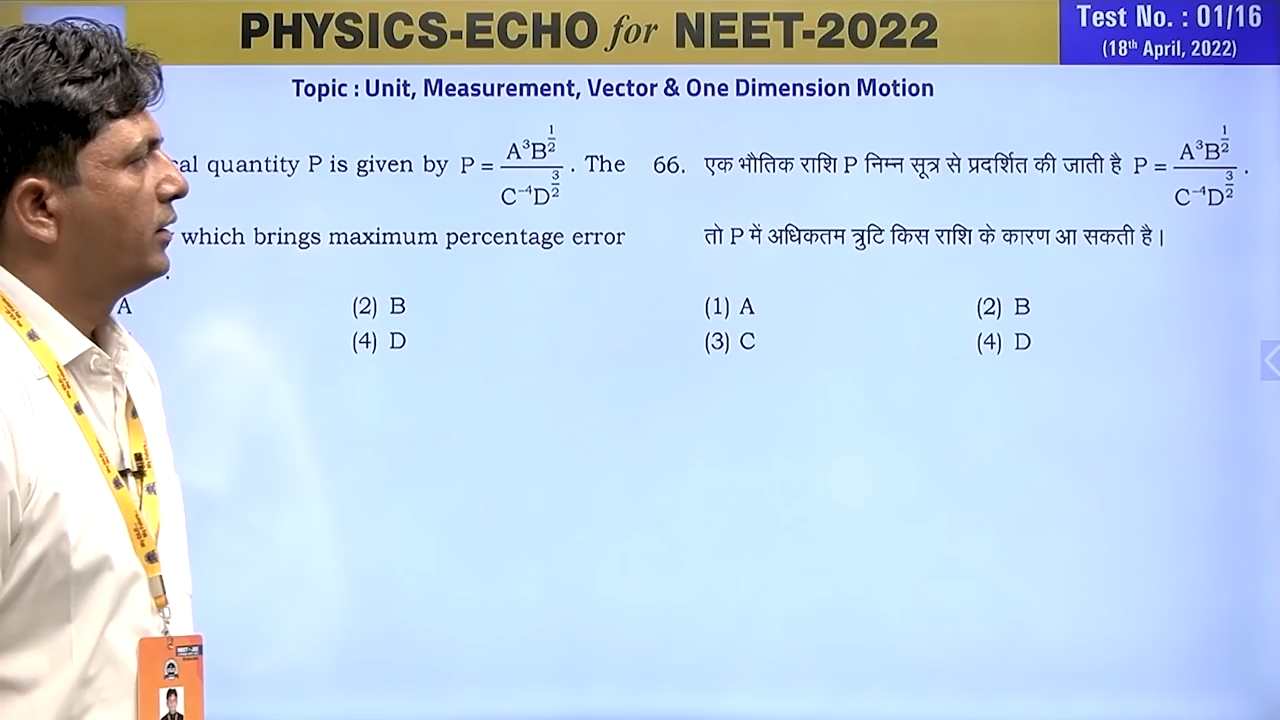 PHYSICS-ECHO for NEET-2022
Test No. : 01/16
(18th April, 2022)
Topic : Unit, Measurement, Vector & One Dimension Motion
quantity P is given by P = A³B^(1/2) / C⁻⁴D^(3/2) . The
which brings maximum percentage error
A
(2) B
(4) D
66. एक भौतिक राशि P निम्न सूत्र से प्रदर्शित की जाती है P = A³B^(1/2) / C⁻⁴D^(3/2) .
तो P में अधिकतम त्रुटि किस राशि के कारण आ सकती है।
(1) A (2) B
(3) C (4) D